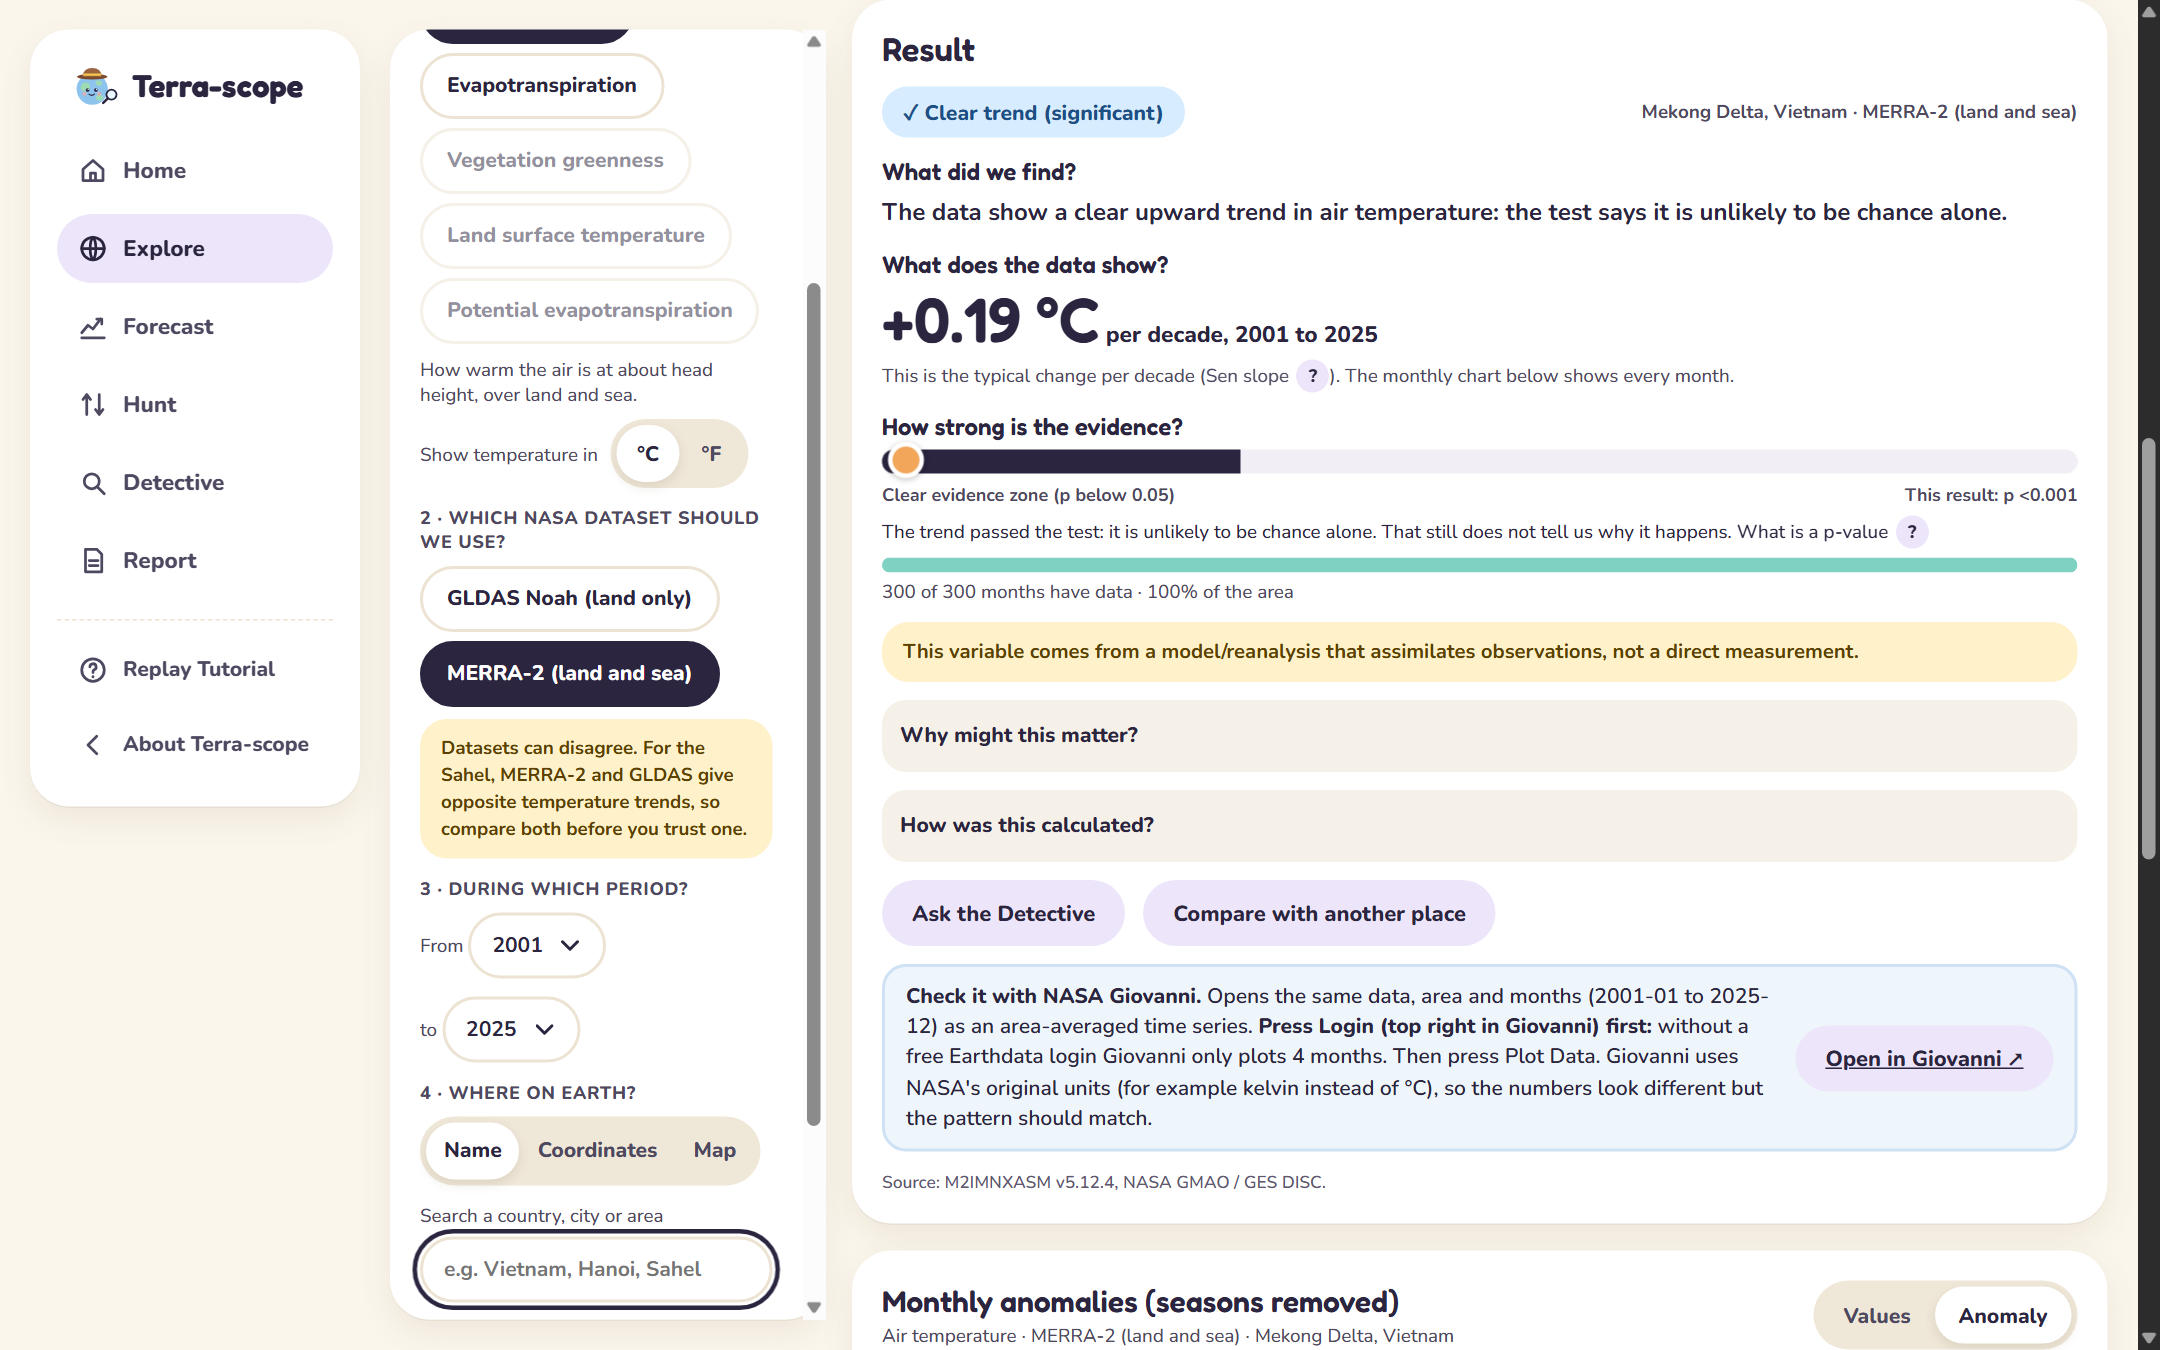 Terra-scope
Home
Explore
Forecast
Hunt
Detective
Report
Replay Tutorial
About Terra-scope
Evapotranspiration
Vegetation greenness
Land surface temperature
Potential evapotranspiration
How warm the air is at about head
height, over land and sea.
Show temperature in °C °F
2 · WHICH NASA DATASET SHOULD
WE USE?
GLDAS Noah (land only)
MERRA-2 (land and sea)
Datasets can disagree. For the
Sahel, MERRA-2 and GLDAS give
opposite temperature trends, so
compare both before you trust one.
3 · DURING WHICH PERIOD?
From 2001
to 2025
4 · WHERE ON EARTH?
Name Coordinates Map
Search a country, city or area
e.g. Vietnam, Hanoi, Sahel
Result
✓ Clear trend (significant)
Mekong Delta, Vietnam · MERRA-2 (land and sea)
What did we find?
The data show a clear upward trend in air temperature: the test says it is unlikely to be chance alone.
What does the data show?
+0.19 °C per decade, 2001 to 2025
This is the typical change per decade (Sen slope ?). The monthly chart below shows every month.
How strong is the evidence?
Clear evidence zone (p below 0.05)
This result: p <0.001
The trend passed the test: it is unlikely to be chance alone. That still does not tell us why it happens. What is a p-value ?
300 of 300 months have data · 100% of the area
This variable comes from a model/reanalysis that assimilates observations, not a direct measurement.
Why might this matter?
How was this calculated?
Ask the Detective
Compare with another place
Check it with NASA Giovanni. Opens the same data, area and months (2001-01 to 2025-
12) as an area-averaged time series. Press Login (top right in Giovanni) first: without a
free Earthdata login Giovanni only plots 4 months. Then press Plot Data. Giovanni uses
NASA's original units (for example kelvin instead of °C), so the numbers look different but
the pattern should match.
Open in Giovanni ↗
Source: M2IMNXASM v5.12.4, NASA GMAO / GES DISC.
Monthly anomalies (seasons removed)
Air temperature · MERRA-2 (land and sea) · Mekong Delta, Vietnam
Values Anomaly